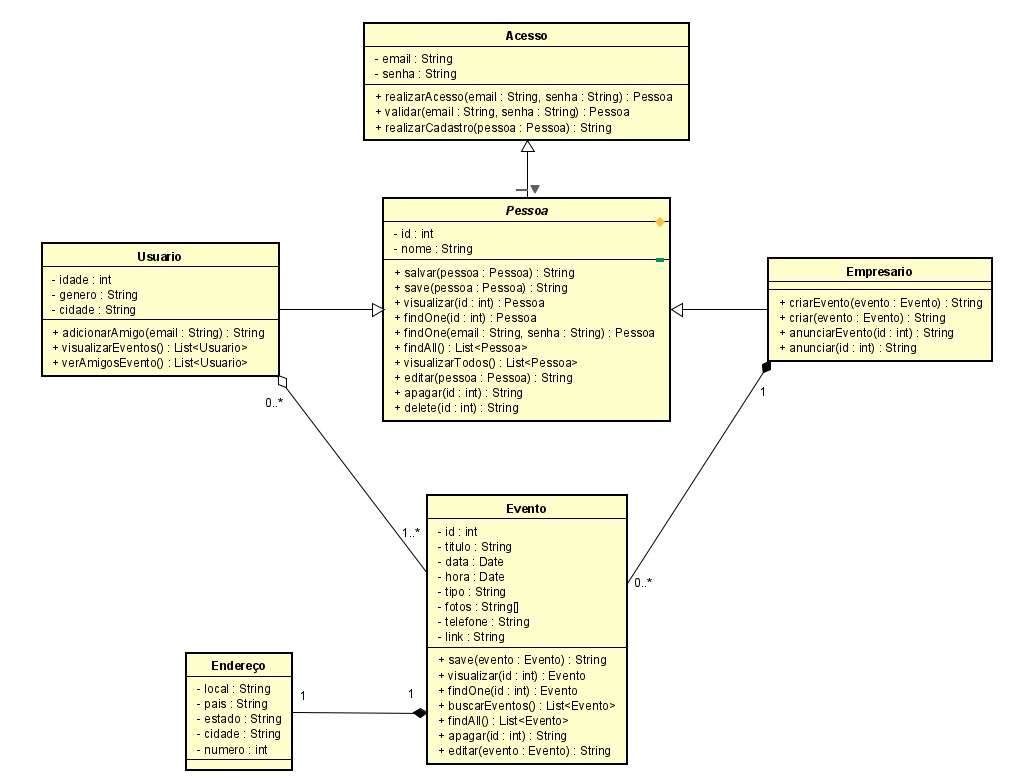 Acesso
- email : String
- senha : String
+ realizarAcesso(email : String, senha : String) : Pessoa
+ validar(email : String, senha : String) : Pessoa
+ realizarCadastro(pessoa : Pessoa) : String
Pessoa
- id : int
- nome : String
+ salvar(pessoa : Pessoa) : String
+ save(pessoa : Pessoa) : String
+ visualizar(id : int) : Pessoa
+ findOne(id : int) : Pessoa
+ findOne(email : String, senha : String) : Pessoa
+ findAll() : List<Pessoa>
+ visualizarTodos() : List<Pessoa>
+ editar(pessoa : Pessoa) : String
+ apagar(id : int) : String
+ delete(id : int) : String
Usuario
- idade : int
- genero : String
- cidade : String
+ adicionarAmigo(email : String) : String
+ visualizarEventos() : List<Usuario>
+ verAmigosEvento() : List<Usuario>
Empresario
+ criarEvento(evento : Evento) : String
+ criar(evento : Evento) : String
+ anunciarEvento(id : int) : String
+ anunciar(id : int) : String
0..*
1
1..*
0..*
Evento
- id : int
- titulo : String
- data : Date
- hora : Date
- tipo : String
- fotos : String[]
- telefone : String
- link : String
+ save(evento : Evento) : String
+ visualizar(id : int) : Evento
+ findOne(id : int) : Evento
+ buscarEventos() : List<Evento>
+ findAll() : List<Evento>
+ apagar(id : int) : String
+ editar(evento : Evento) : String
Endereço
- local : String
- pais : String
- estado : String
- cidade : String
- numero : int
1
1